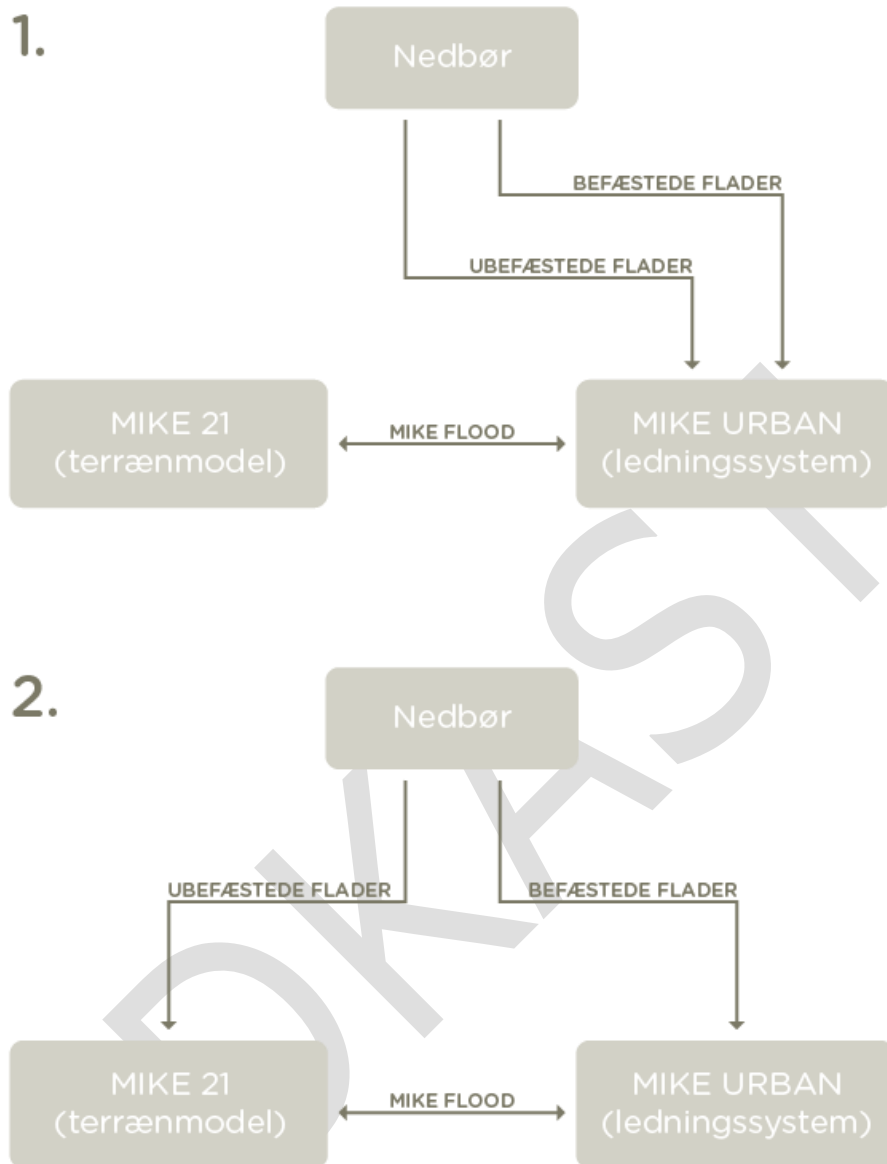 1.
Nedbør
BEFÆSTEDE FLADER
UBEFÆSTEDE FLADER
MIKE 21
(terrænmodel)
MIKE FLOOD
MIKE URBAN
(ledningssystem)
2.
Nedbør
UBEFÆSTEDE FLADER
BEFÆSTEDE FLADER
MIKE 21
(terrænmodel)
MIKE FLOOD
MIKE URBAN
(ledningssystem)
DKAST